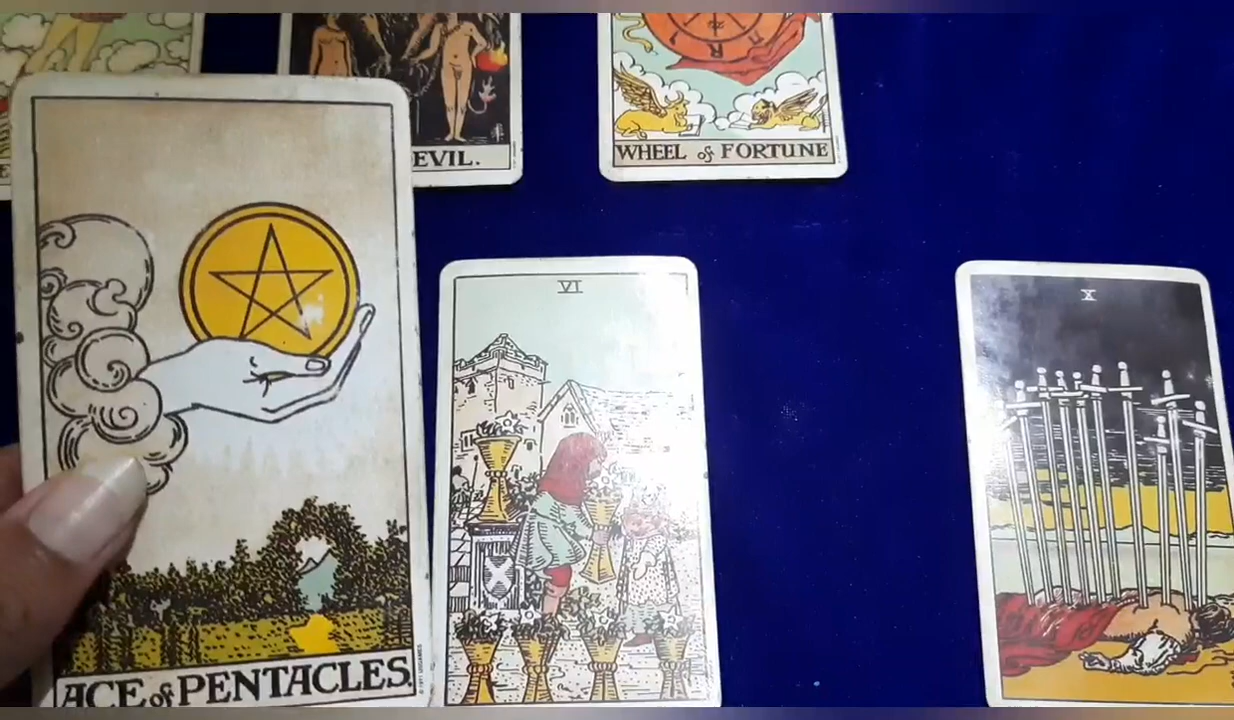 EVIL.
WHEEL of FORTUNE
VI
X
ACE of PENTACLES.